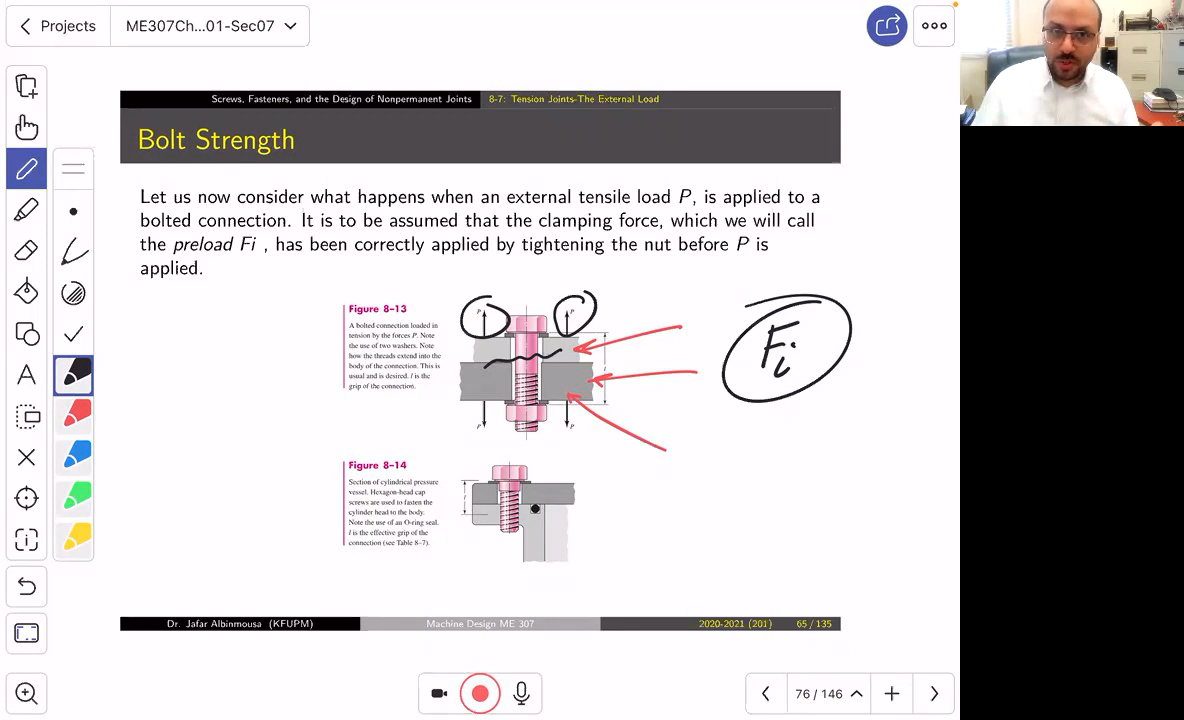 Projects
ME307Ch...01-Sec07
Screws, Fasteners, and the Design of Nonpermanent Joints
8-7: Tension Joints-The External Load
Bolt Strength
Let us now consider what happens when an external tensile load P, is applied to a
bolted connection. It is to be assumed that the clamping force, which we will call
the preload Fi , has been correctly applied by tightening the nut before P is
applied.
Figure 8–13
A bolted connection loaded in
tension by the forces P. Note
the use of two washers. Note
how the threads extend into the
body of the connection. This is
usual and is desired. l is the
grip of the connection.
P
P
l
P
P
Fi
Figure 8–14
Section of cylindrical pressure
vessel. Hexagon-head cap
screws are used to fasten the
cylinder head to the body.
Note the use of an O-ring seal.
l is the effective grip of the
connection (see Table 8–7).
l
Dr. Jafar Albinmousa (KFUPM)
Machine Design ME 307
2020-2021 (201)
65 / 135
76 / 146